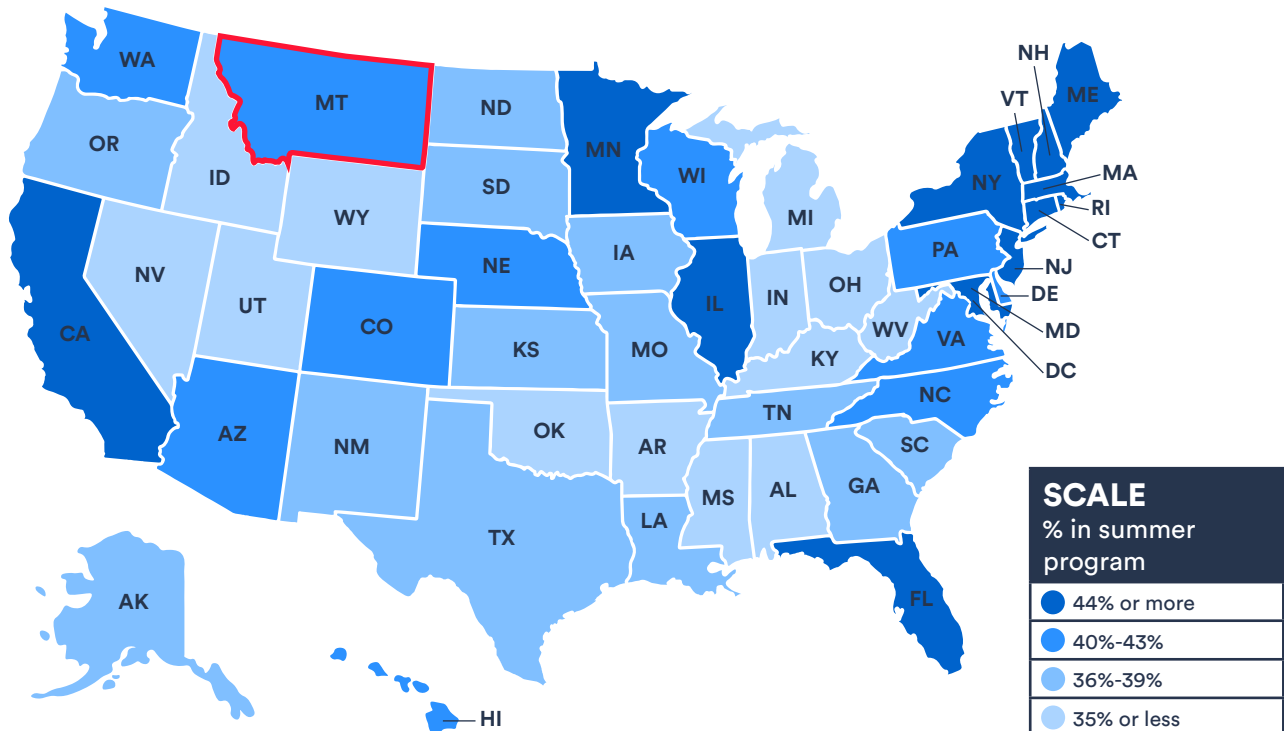 WA
MT
ND
MN
NH
VT
ME
OR
ID
SD
WI
NY
MA
RI
CT
WY
MI
PA
NJ
DE
MD
DC
NV
UT
NE
IA
IL
IN
OH
WV
VA
CA
CO
KS
MO
KY
NC
AZ
NM
OK
AR
TN
SC
MS
AL
GA
TX
LA
FL
AK
HI
SCALE
% in summer
program
44% or more
40%-43%
36%-39%
35% or less